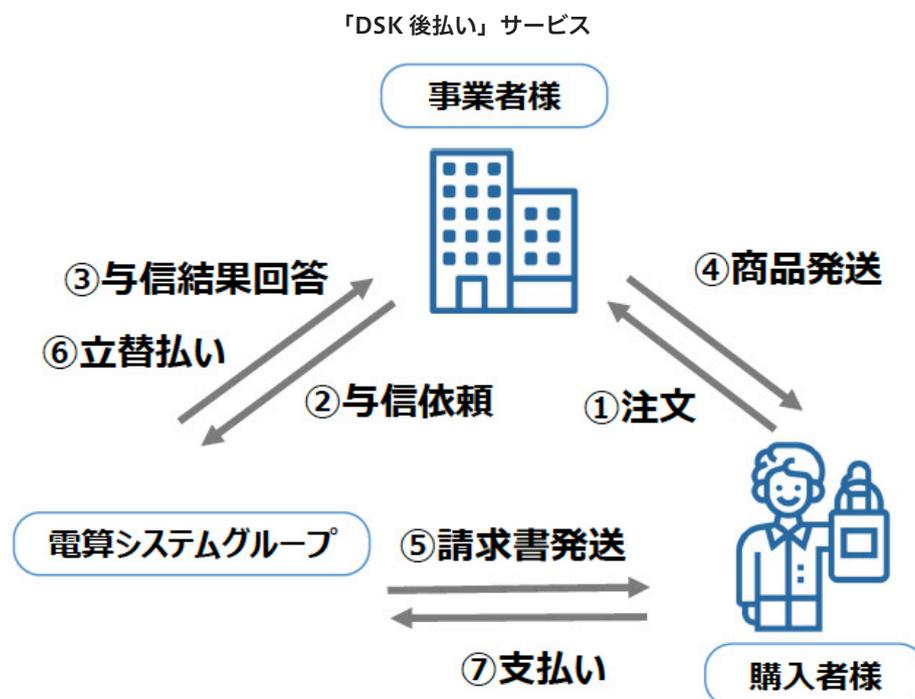 「DSK 後払い」サービス
事業者様
③与信結果回答
④商品発送
⑥立替払い
②与信依頼
①注文
電算システムグループ
⑤請求書発送
⑦支払い
購入者様